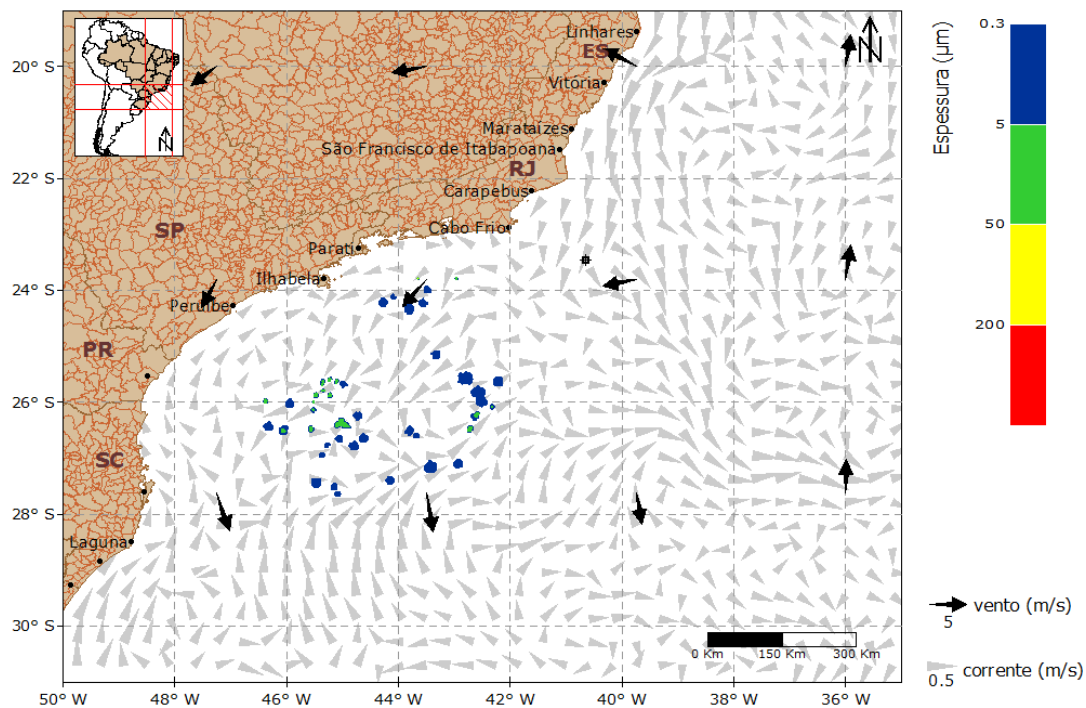 N
20° S
22° S
24° S
26° S
28° S
30° S
50 °W
48° W
46° W
44° W
42° W
40° W
38° W
36° W
Linhares
ES
Vitória
Marataízes
São Francisco de Itabapoana
RJ
Carapebus
SP
Cabo Frio
Parati
Ilhabela
Peruíbe
PR
SC
Laguna
N
0 Km
150 Km
300 Km
Espessura (µm)
0.3
5
50
200
vento (m/s)
5
corrente (m/s)
0.5